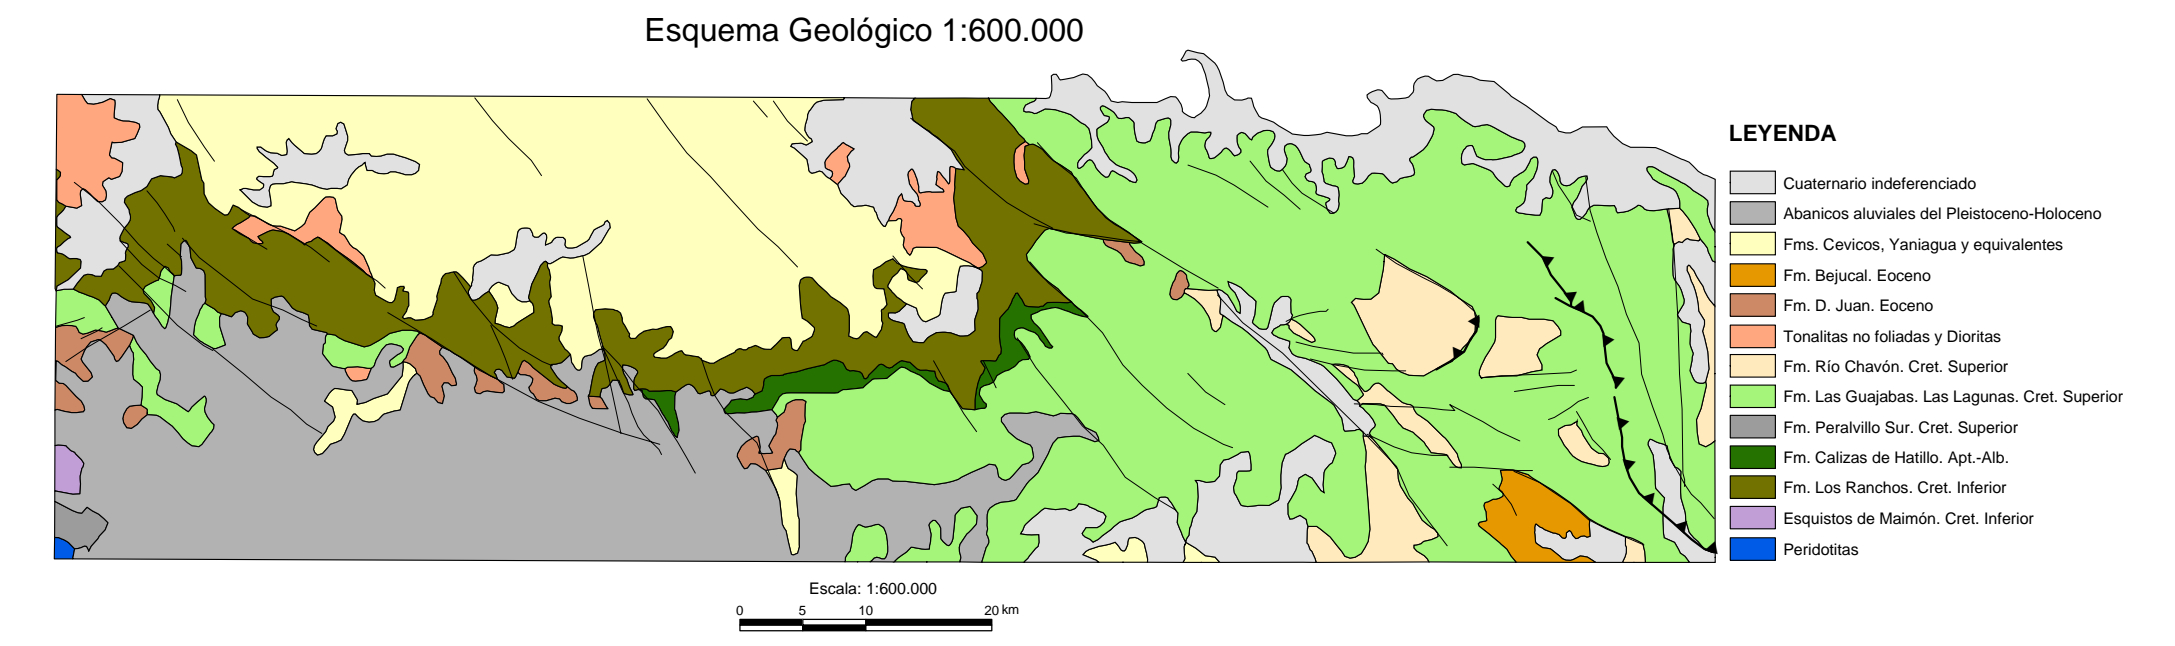 Esquema Geológico 1:600.000
LEYENDA
Cuaternario indeferenciado
Abanicos aluviales del Pleistoceno-Holoceno
Fms. Cevicos, Yaniagua y equivalentes
Fm. Bejucal. Eoceno
Fm. D. Juan. Eoceno
Tonalitas no foliadas y Dioritas
Fm. Río Chavón. Cret. Superior
Fm. Las Guajabas. Las Lagunas. Cret. Superior
Fm. Peralvillo Sur. Cret. Superior
Fm. Calizas de Hatillo. Apt.-Alb.
Fm. Los Ranchos. Cret. Inferior
Esquistos de Maimón. Cret. Inferior
Peridotitas
Escala: 1:600.000
0 5 10 20 km